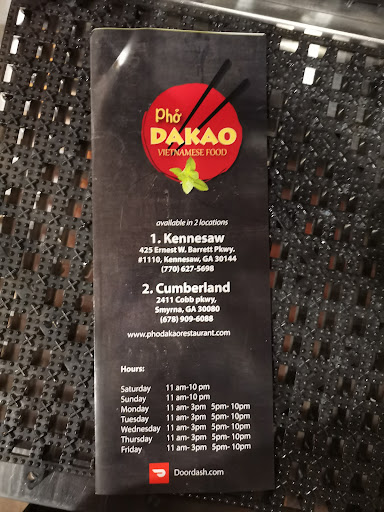 Phở
DAKAO
VIETNAMESE FOOD
available in 2 locations
1. Kennesaw
425 Ernest W. Barrett Pkwy.
#1110, Kennesaw, GA 30144
(770) 627-5698
2. Cumberland
2411 Cobb pkwy,
Smyrna, GA 30080
(678) 909-6088
www.phodakaorestaurant.com
Hours:
Saturday 11 am-10 pm
Sunday 11 am-10 pm
Monday 11 am- 3pm 5pm- 10pm
Tuesday 11 am- 3pm 5pm- 10pm
Wednesday 11 am- 3pm 5pm- 10pm
Thursday 11 am- 3pm 5pm- 10pm
Friday 11 am- 3pm 5pm- 10pm
Doordash.com